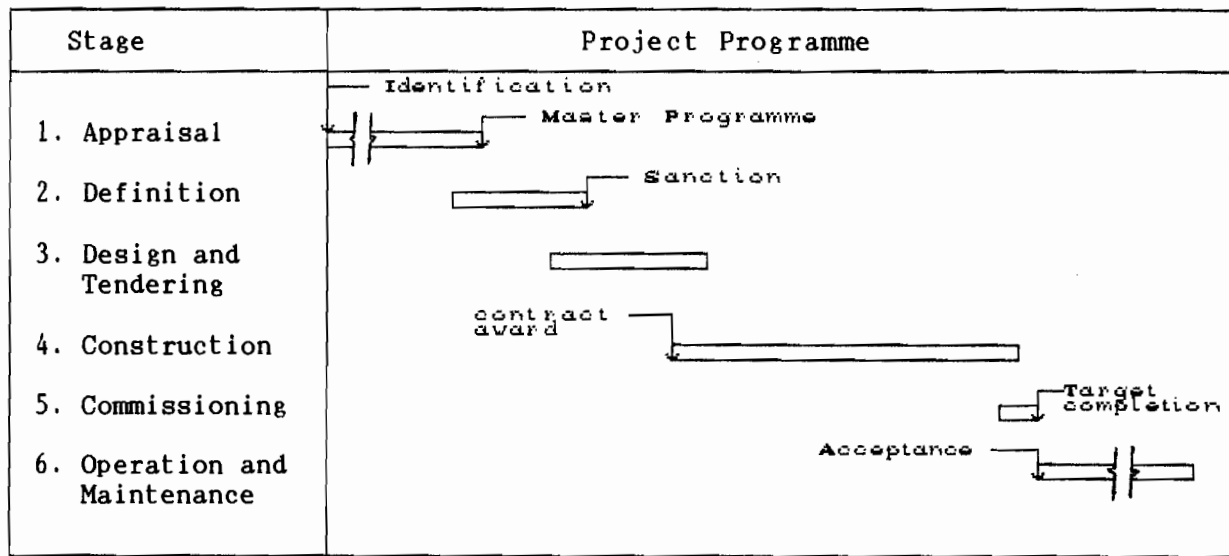 Stage Project Programme
Identification
1. Appraisal Master Programme
2. Definition Sanction
3. Design and
Tendering
contract
award
4. Construction
5. Commissioning Target
completion
6. Operation and Acceptance
Maintenance